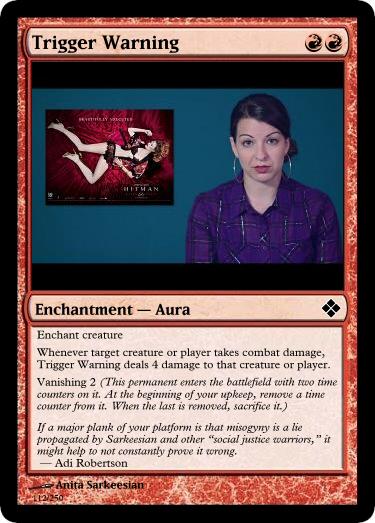 Trigger Warning
BEAUTIFULLY EXECUTED
HITMAN
Enchantment — Aura
Enchant creature
Whenever target creature or player takes combat damage,
Trigger Warning deals 4 damage to that creature or player.
Vanishing 2 (This permanent enters the battlefield with two time
counters on it. At the beginning of your upkeep, remove a time
counter from it. When the last is removed, sacrifice it.)
If a major plank of your platform is that misogyny is a lie
propagated by Sarkeesian and other “social justice warriors,” it
might help to not constantly prove it wrong.
— Adi Robertson
Anita Sarkeesian
112/250